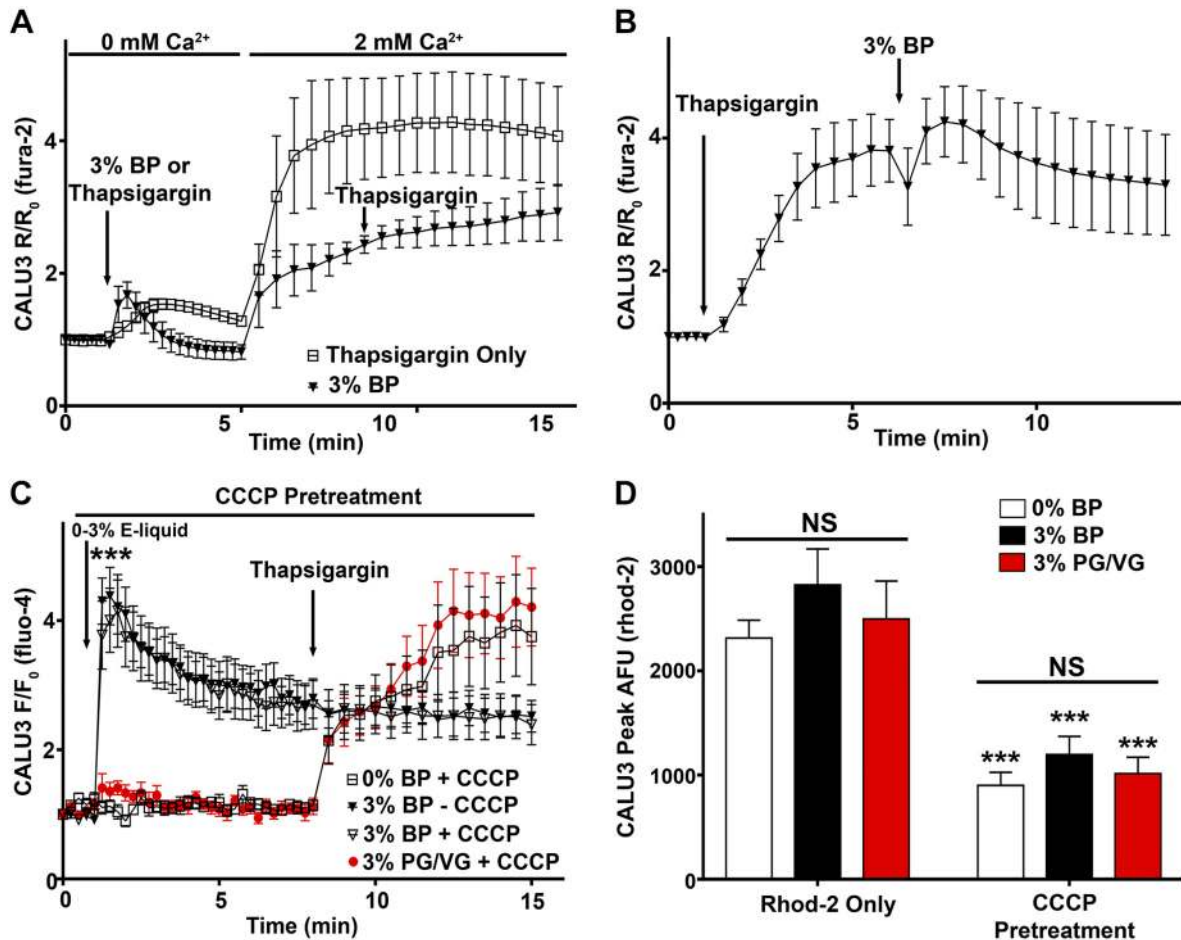 A
0 mM Ca²⁺
2 mM Ca²⁺
CALU3 R/R₀ (fura-2)
4
2
0
3% BP or
Thapsigargin
Thapsigargin
Thapsigargin Only
3% BP
0
5
10
15
Time (min)
B
3% BP
Thapsigargin
CALU3 R/R₀ (fura-2)
4
2
0
0
5
10
Time (min)
C
CCCP Pretreatment
0-3% E-liquid
***
Thapsigargin
CALU3 F/F₀ (fluo-4)
4
2
0
0% BP + CCCP
3% BP - CCCP
3% BP + CCCP
3% PG/VG + CCCP
0
5
10
15
Time (min)
D
0% BP
3% BP
3% PG/VG
NS
CALU3 Peak AFU (rhod-2)
3000
2000
1000
0
NS
***
***
***
Rhod-2 Only
CCCP
Pretreatment